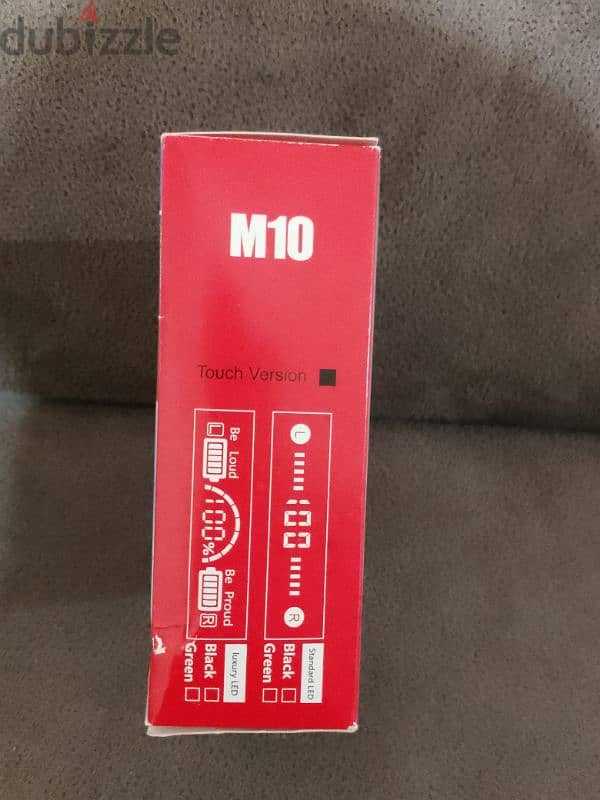 dubizzle
M10
Touch Version
L
100
R
Standard LED
Black
Green
Be Loud
L
100%
Be Proud
R
luxury LED
Black
Green